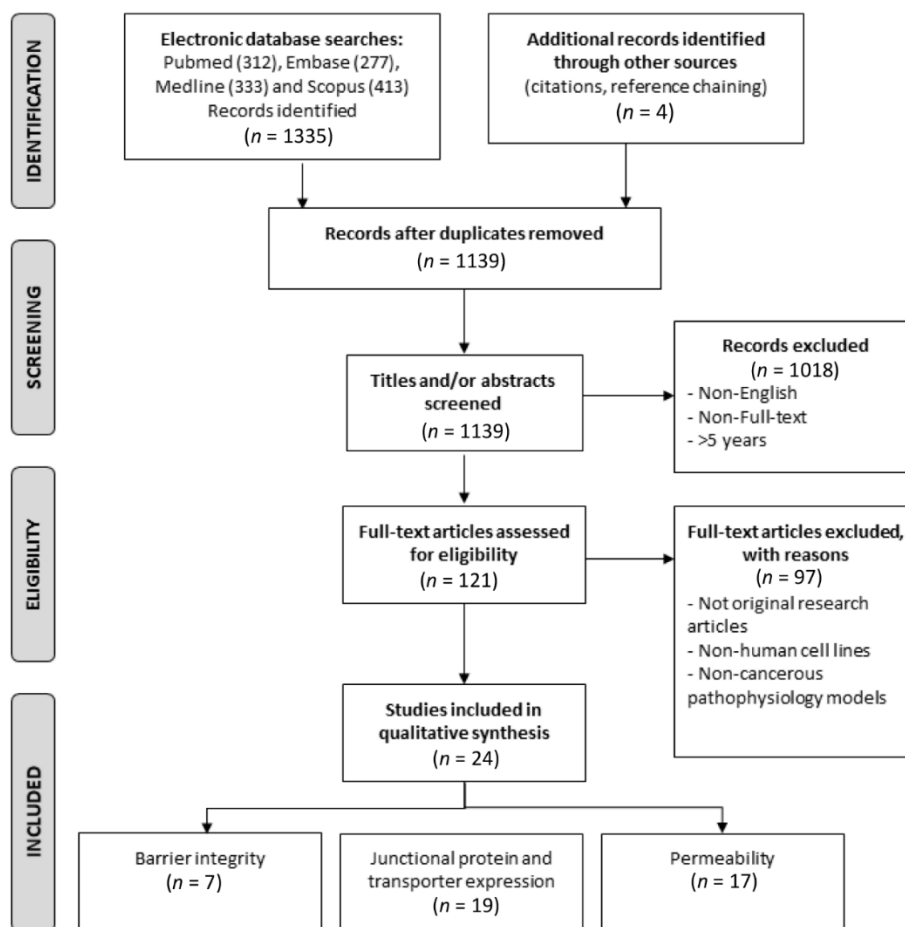 IDENTIFICATION
Electronic database searches:
Pubmed (312), Embase (277),
Medline (333) and Scopus (413)
Records identified
(n = 1335)
Additional records identified
through other sources
(citations, reference chaining)
(n = 4)
Records after duplicates removed
(n = 1139)
SCREENING
Titles and/or abstracts
screened
(n = 1139)
Records excluded
(n = 1018)
- Non-English
- Non-Full-text
- >5 years
ELIGIBILITY
Full-text articles assessed
for eligibility
(n = 121)
Full-text articles excluded,
with reasons
(n = 97)
- Not original research
articles
- Non-human cell lines
- Non-cancerous
pathophysiology models
INCLUDED
Studies included in
qualitative synthesis
(n = 24)
Barrier integrity
(n = 7)
Junctional protein and
transporter expression
(n = 19)
Permeability
(n = 17)